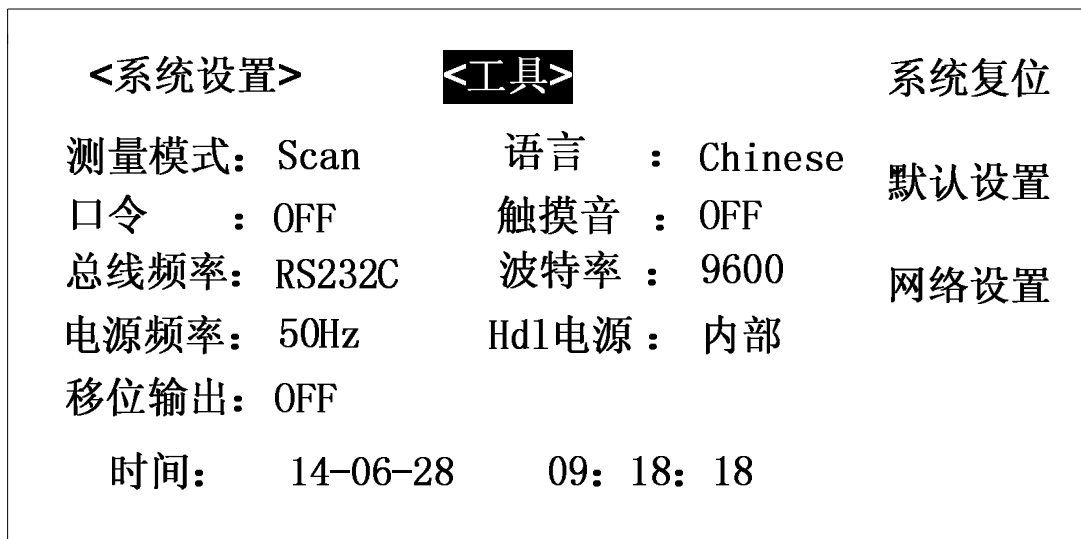 <系统设置> <工具> 系统复位
测量模式： Scan 语言 ： Chinese
默认设置
口令 ： OFF 触摸音 ： OFF
总线频率： RS232C 波特率 ： 9600
网络设置
电源频率： 50Hz Hdl电源 ： 内部
移位输出： OFF
时间： 14-06-28 09： 18： 18